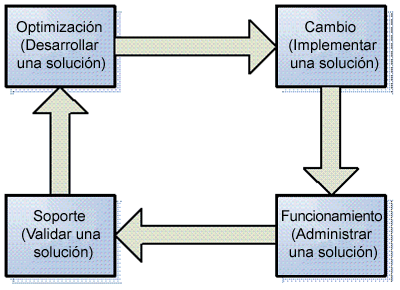 Optimización
(Desarrollar
una solución)
Cambio
(Implementar
una solución)
Soporte
(Validar una
solución)
Funcionamiento
(Administrar
una solución)